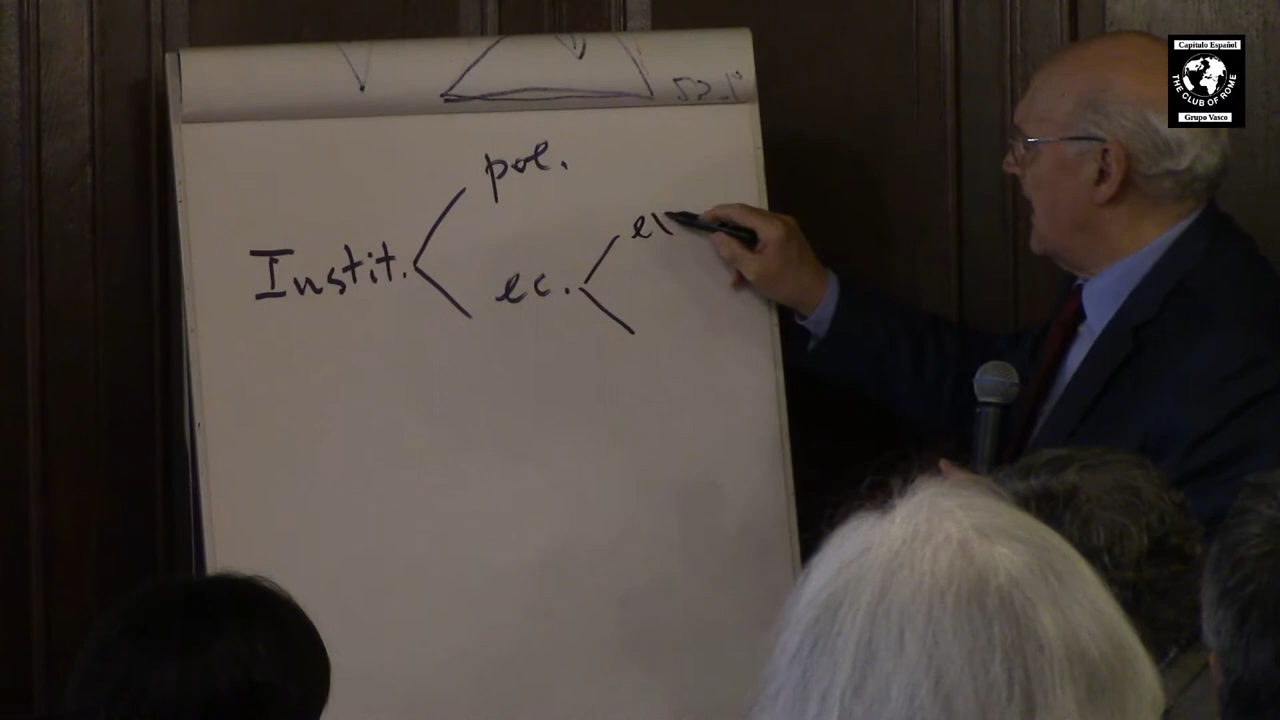 pol.
Instit.
ec.
Capítulo Español
THE CLUB OF ROME
Grupo Vasco